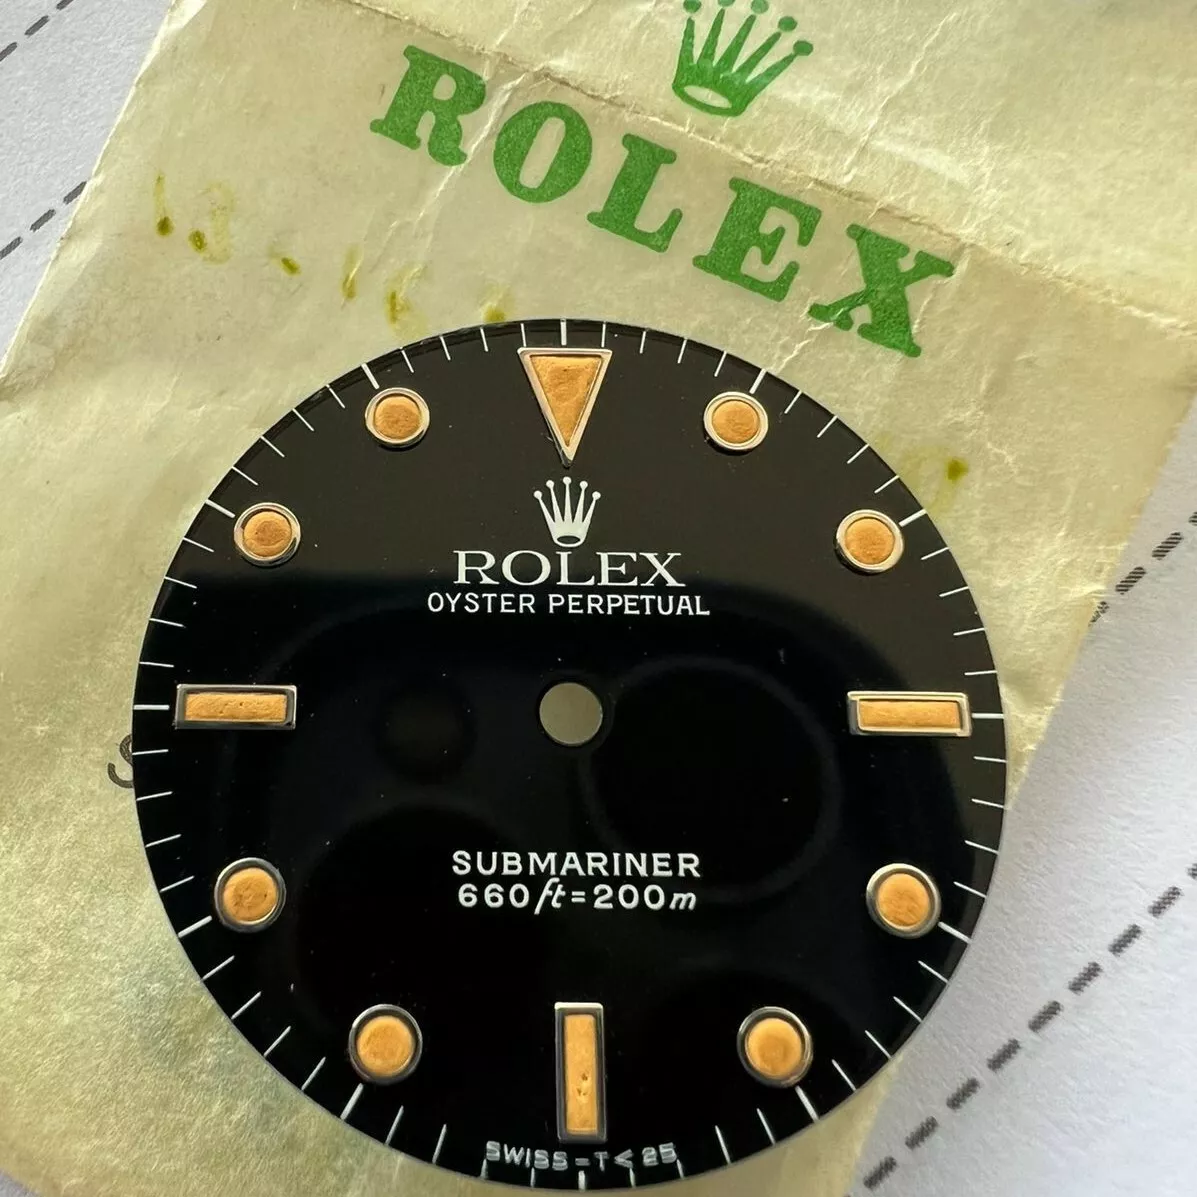 ROLEX
ROLEX
OYSTER PERPETUAL
SUBMARINER
660ft=200m
SWISS-T<25